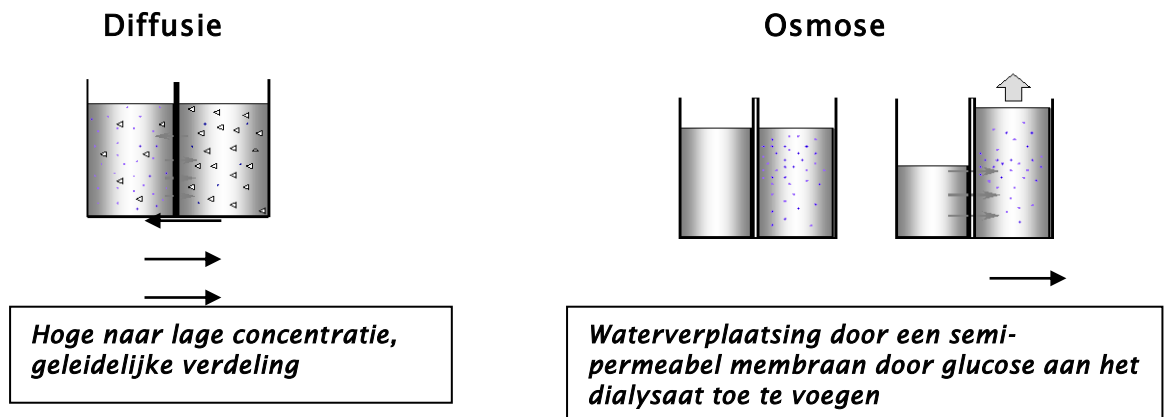 Diffusie
Hoge naar lage concentratie,
geleidelijke verdeling
Osmose
Waterverplaatsing door een semi-
permeabel membraan door glucose aan het
dialysaat toe te voegen